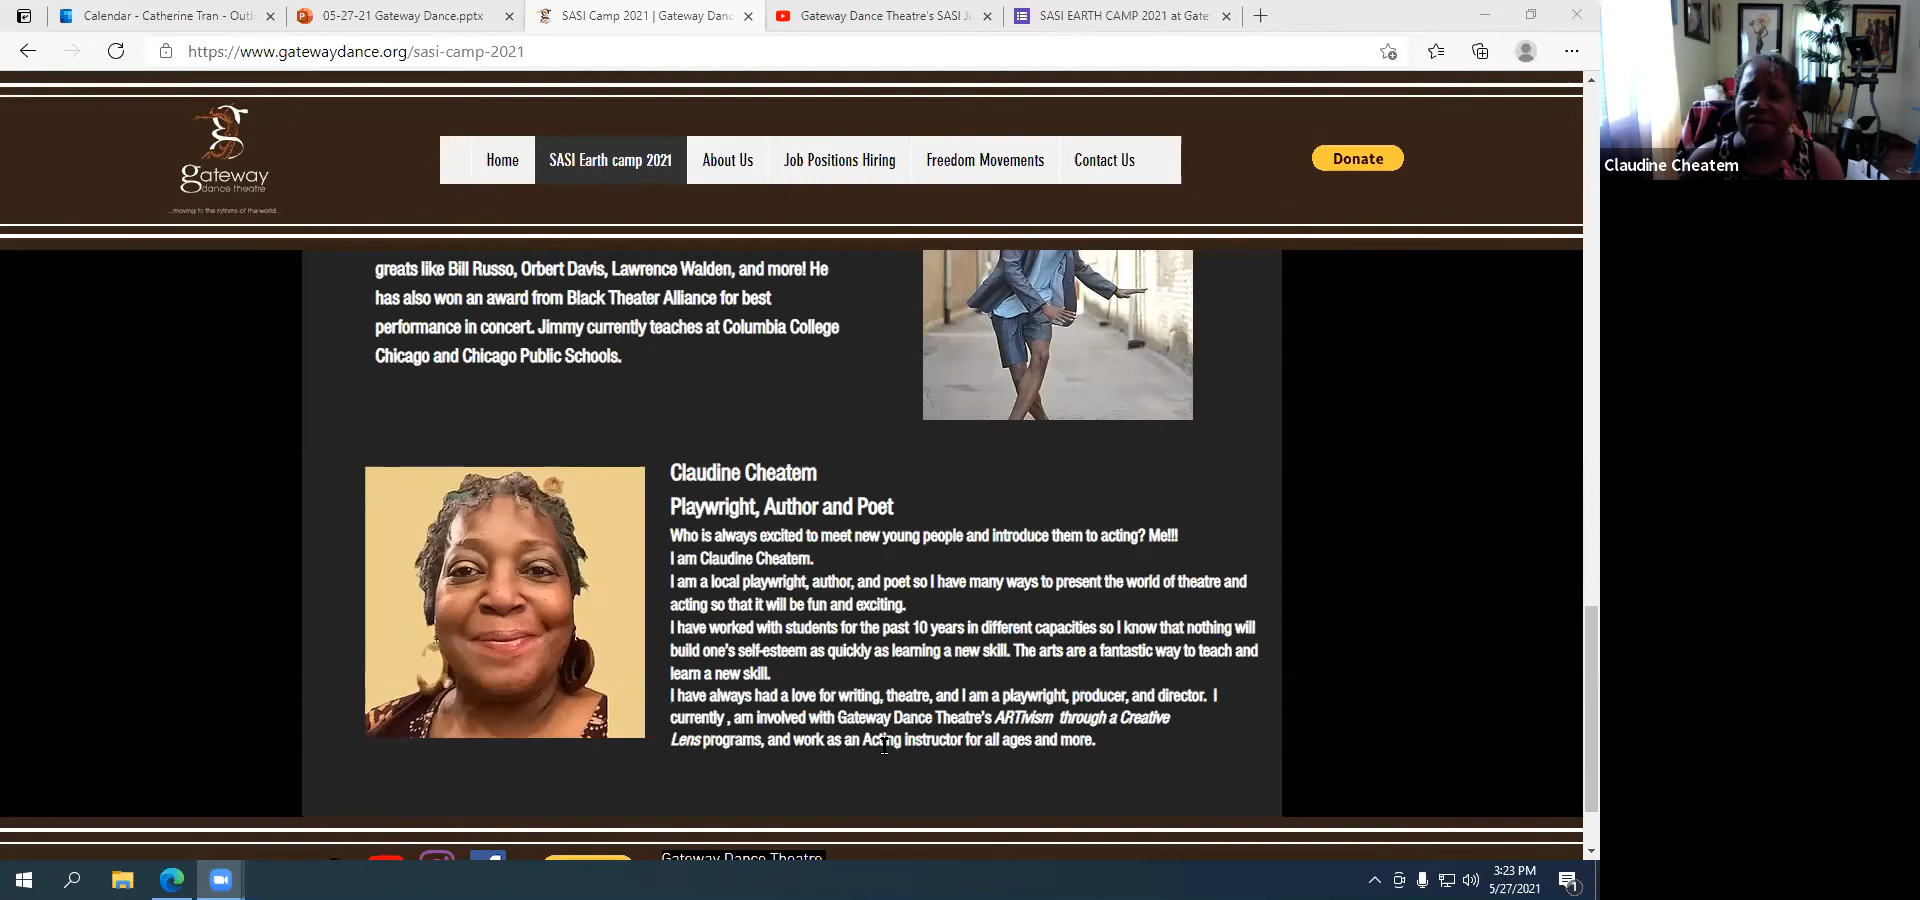 Calendar - Catherine Tran - Outl
05-27-21 Gateway Dance.pptx
SASI Camp 2021 | Gateway Danc
Gateway Dance Theatre's SASI Ju
SASI EARTH CAMP 2021 at Gate
https://www.gatewaydance.org/sasi-camp-2021
gateway
dance theatre
...moving to the rythms of the world...
Home
SASI Earth camp 2021
About Us
Job Positions Hiring
Freedom Movements
Contact Us
Donate
Claudine Cheatem
greats like Bill Russo, Orbert Davis, Lawrence Walden, and more! He
has also won an award from Black Theater Alliance for best
performance in concert. Jimmy currently teaches at Columbia College
Chicago and Chicago Public Schools.
Claudine Cheatem
Playwright, Author and Poet
Who is always excited to meet new young people and introduce them to acting? Me!!!
I am Claudine Cheatem.
I am a local playwright, author, and poet so I have many ways to present the world of theatre and
acting so that it will be fun and exciting.
I have worked with students for the past 10 years in different capacities so I know that nothing will
build one's self-esteem as quickly as learning a new skill. The arts are a fantastic way to teach and
learn a new skill.
I have always had a love for writing, theatre, and I am a playwright, producer, and director. I
currently , am involved with Gateway Dance Theatre's ARTivism through a Creative
Lens programs, and work as an Acting instructor for all ages and more.
Gateway Dance Theatre
3:23 PM
5/27/2021
1